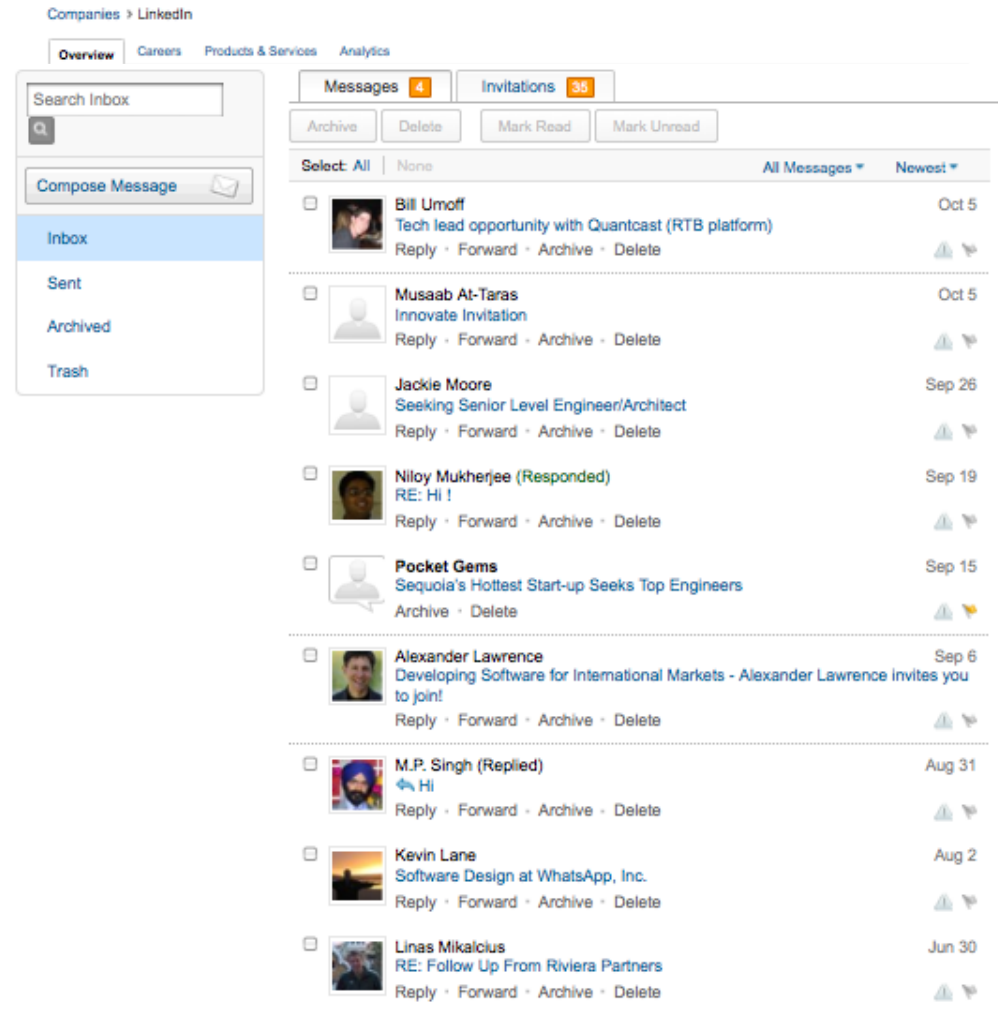 Companies › LinkedIn
Overview Careers Products & Services Analytics
Search Inbox
Compose Message
Inbox
Sent
Archived
Trash
Messages 4 Invitations 35
Archive Delete Mark Read Mark Unread
Select: All None All Messages Newest
Bill Umoff Oct 5
Tech lead opportunity with Quantcast (RTB platform)
Reply · Forward · Archive · Delete
Musaab At-Taras Oct 5
Innovate Invitation
Reply · Forward · Archive · Delete
Jackie Moore Sep 26
Seeking Senior Level Engineer/Architect
Reply · Forward · Archive · Delete
Niloy Mukherjee (Responded) Sep 19
RE: Hi !
Reply · Forward · Archive · Delete
Pocket Gems Sep 15
Sequoia's Hottest Start-up Seeks Top Engineers
Archive · Delete
Alexander Lawrence Sep 6
Developing Software for International Markets - Alexander Lawrence invites you
to join!
Reply · Forward · Archive · Delete
M.P. Singh (Replied) Aug 31
Hi
Reply · Forward · Archive · Delete
Kevin Lane Aug 2
Software Design at WhatsApp, Inc.
Reply · Forward · Archive · Delete
Linas Mikalcius Jun 30
RE: Follow Up From Riviera Partners
Reply · Forward · Archive · Delete